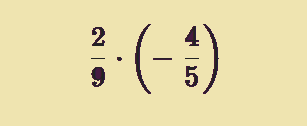 2/9 · (− 4/5)